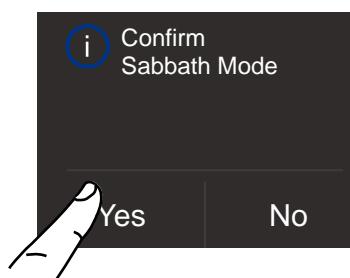 i
Confirm
Sabbath Mode
Yes
No